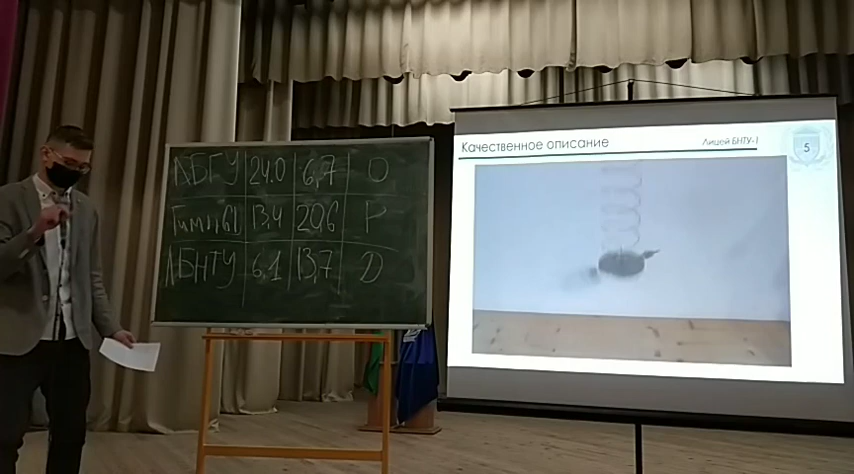 ЛБГУ 24.0 6,7 О
Гимн61 13,4 20,6 Р
ЛБНТУ 6,1 13,7 Д
Качественное описание
Лицей БНТУ-1
5